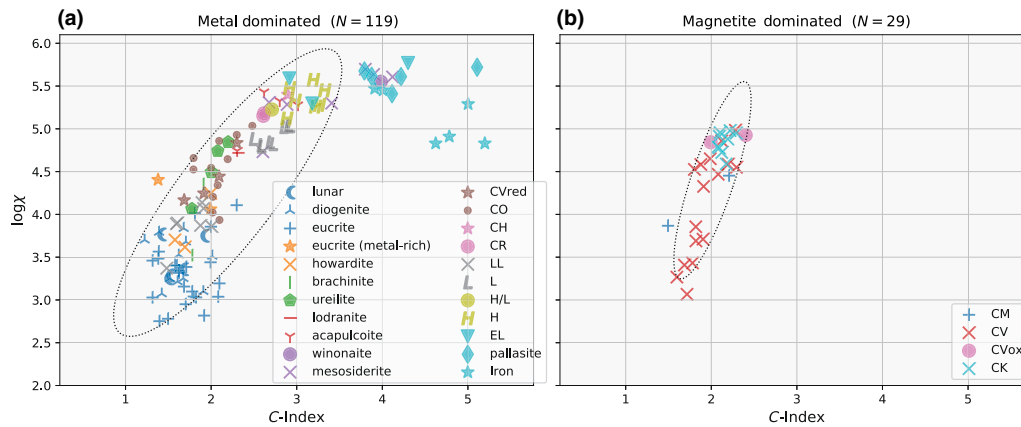 (a) Metal dominated (N = 119)
6.0
5.5
5.0
4.5
4.0
3.5
3.0
2.5
2.0
logχ
1 2 3 4 5
C-Index
lunar
diogenite
eucrite
eucrite (metal-rich)
howardite
brachinite
ureilite
lodranite
acapulcoite
winonaite
mesosiderite
CVred
CO
CH
CR
LL
L
H/L
H
EL
pallasite
Iron
(b) Magnetite dominated (N = 29)
1 2 3 4 5
C-Index
CM
CV
CVox
CK